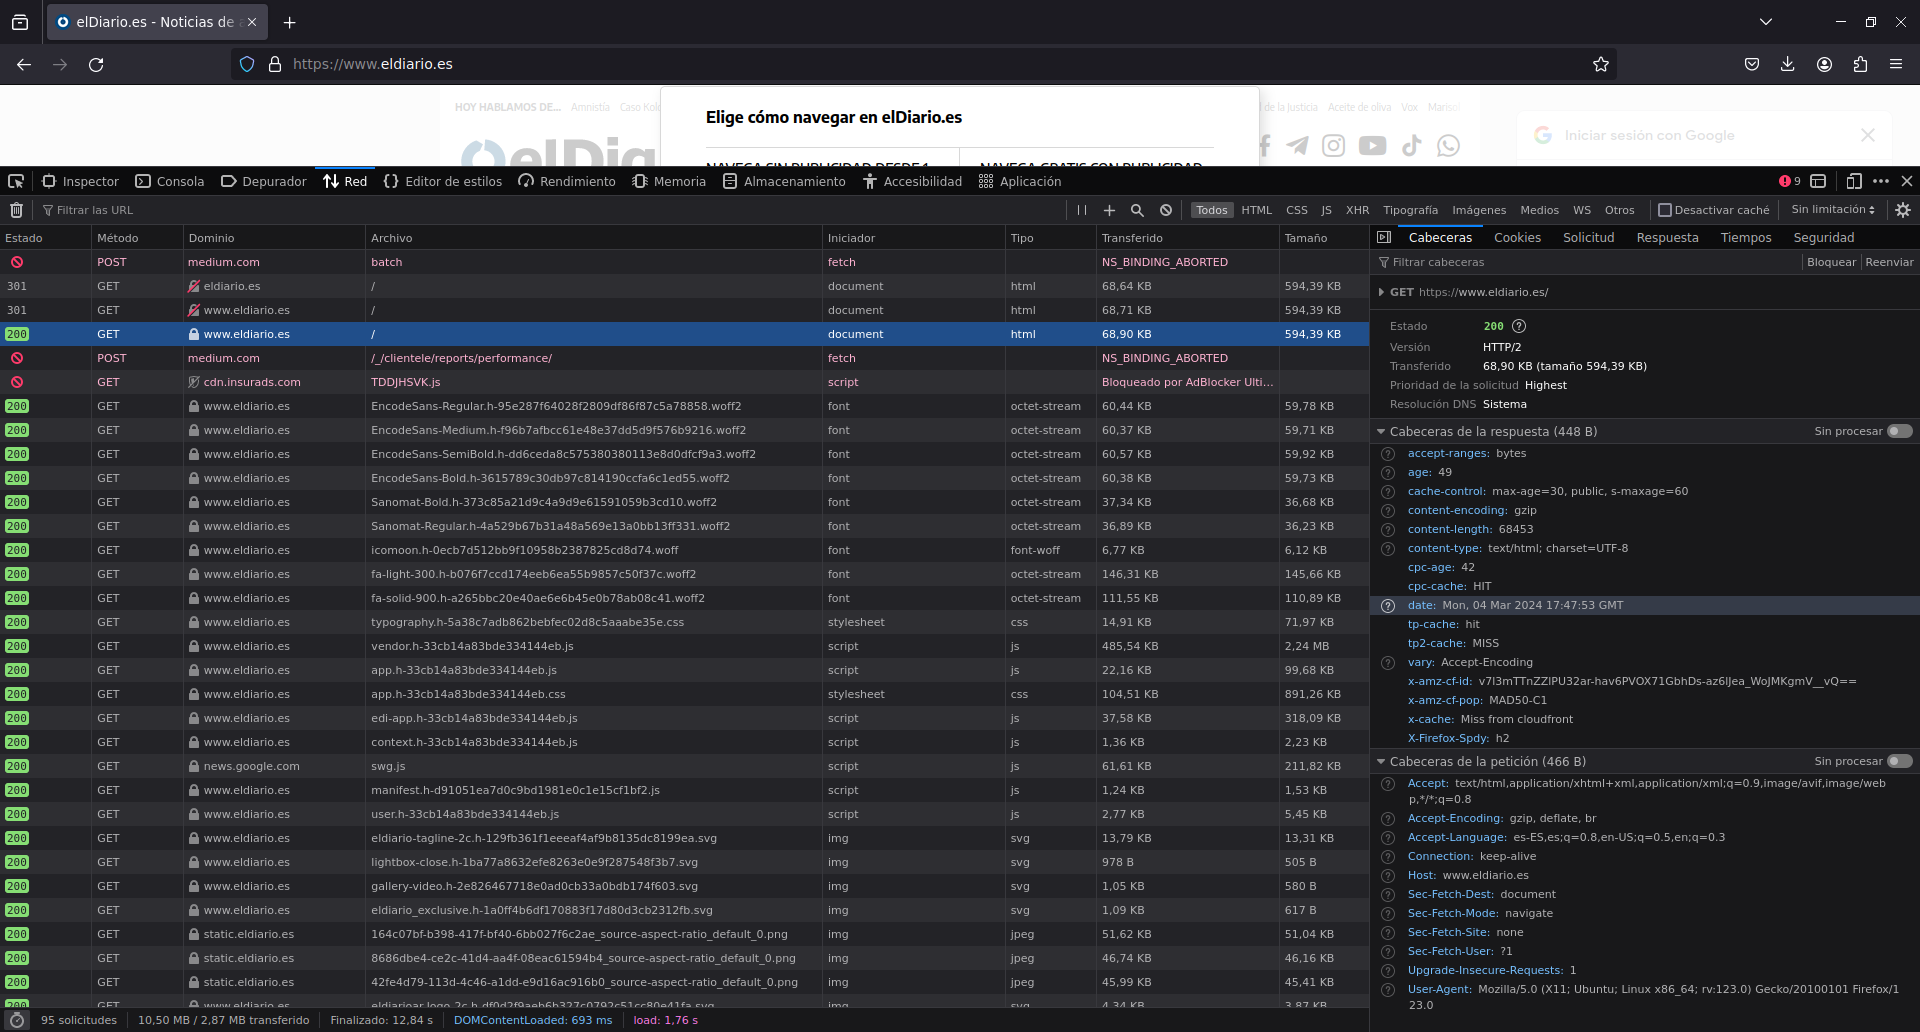 elDiario.es - Noticias de
https://www.eldiario.es
HOY HABLAMOS DE... Amnistía Caso
Elige cómo navegar en elDiario.es
de la Justicia Aceite de oliva Vox
elDia
Iniciar sesión con Google
NAVEGA SIN PUBLICIDAD DESDE 1 NAVEGA GRATIS CON PUBLICIDAD
Inspector Consola Depurador Red Editor de estilos Rendimiento Memoria Almacenamiento Accesibilidad Aplicación 9
Filtrar las URL Todos HTML CSS JS XHR Tipografía Imágenes Medios WS Otros Desactivar caché Sin limitación
Estado Método Dominio Archivo Iniciador Tipo Transferido Tamaño
POST medium.com batch fetch NS_BINDING_ABORTED
301 GET eldiario.es / document html 68,64 KB 594,39 KB
301 GET www.eldiario.es / document html 68,71 KB 594,39 KB
200 GET www.eldiario.es / document html 68,90 KB 594,39 KB
POST medium.com /_/clientele/reports/performance/ fetch NS_BINDING_ABORTED
GET cdn.insurads.com TDDJHSVK.js script Bloqueado por AdBlocker Ulti...
200 GET www.eldiario.es EncodeSans-Regular.h-95e287f64028f2809df86f87c5a78858.woff2 font octet-stream 60,44 KB 59,78 KB
200 GET www.eldiario.es EncodeSans-Medium.h-f96b7afbcc61e48e37dd5d9f576b9216.woff2 font octet-stream 60,37 KB 59,71 KB
200 GET www.eldiario.es EncodeSans-SemiBold.h-dd6ceda8c575380380113e8d0dfcf9a3.woff2 font octet-stream 60,57 KB 59,92 KB
200 GET www.eldiario.es EncodeSans-Bold.h-3615789c30db97c814190ccfa6c1ed55.woff2 font octet-stream 60,38 KB 59,73 KB
200 GET www.eldiario.es Sanomat-Bold.h-373c85a21d9c4a9d9e61591059b3cd10.woff2 font octet-stream 37,34 KB 36,68 KB
200 GET www.eldiario.es Sanomat-Regular.h-4a529b67b31a48a569e13a0bb13ff331.woff2 font octet-stream 36,89 KB 36,23 KB
200 GET www.eldiario.es icomoon.h-0ecb7d512bb9f10958b2387825cd8d74.woff font font-woff 6,77 KB 6,12 KB
200 GET www.eldiario.es fa-light-300.h-b076f7ccd174eeb6ea55b9857c50f37c.woff2 font octet-stream 146,31 KB 145,66 KB
200 GET www.eldiario.es fa-solid-900.h-a265bbc20e40ae6e6b45e0b78ab08c41.woff2 font octet-stream 111,55 KB 110,89 KB
200 GET www.eldiario.es typography.h-5a38c7adb862bebfec02d8c5aaabe35e.css stylesheet css 14,91 KB 71,97 KB
200 GET www.eldiario.es vendor.h-33cb14a83bde334144eb.js script js 485,54 KB 2,24 MB
200 GET www.eldiario.es app.h-33cb14a83bde334144eb.js script js 22,16 KB 99,68 KB
200 GET www.eldiario.es app.h-33cb14a83bde334144eb.css stylesheet css 104,51 KB 891,26 KB
200 GET www.eldiario.es edi-app.h-33cb14a83bde334144eb.js script js 37,58 KB 318,09 KB
200 GET www.eldiario.es context.h-33cb14a83bde334144eb.js script js 1,36 KB 2,23 KB
200 GET news.google.com swg.js script js 61,61 KB 211,82 KB
200 GET www.eldiario.es manifest.h-d91051ea7d0c9bd1981e0c1e15cf1bf2.js script js 1,24 KB 1,53 KB
200 GET www.eldiario.es user.h-33cb14a83bde334144eb.js script js 2,77 KB 5,45 KB
200 GET www.eldiario.es eldiario-tagline-2c.h-129fb361f1eeeaf4af9b8135dc8199ea.svg img svg 13,79 KB 13,31 KB
200 GET www.eldiario.es lightbox-close.h-1ba77a8632efe8263e0e9f287548f3b7.svg img svg 978 B 505 B
200 GET www.eldiario.es gallery-video.h-2e826467718e0ad0cb33a0bdb174f603.svg img svg 1,05 KB 580 B
200 GET www.eldiario.es eldiario_exclusive.h-1a0ff4b6df170883f17d80d3cb2312fb.svg img svg 1,09 KB 617 B
200 GET static.eldiario.es 164c07bf-b398-417f-bf40-6bb027f6c2ae_source-aspect-ratio_default_0.png img jpeg 51,62 KB 51,04 KB
200 GET static.eldiario.es 8686dbe4-ce2c-41d4-aa4f-08eac61594b4_source-aspect-ratio_default_0.png img jpeg 46,74 KB 46,16 KB
200 GET static.eldiario.es 42fe4d79-113d-4c46-a1dd-e9d16ac916b0_source-aspect-ratio_default_0.png img jpeg 45,99 KB 45,41 KB
200 GET www.eldiario.es img svg 4,34 KB 3,87 KB
95 solicitudes 10,50 MB / 2,87 MB transferido Finalizado: 12,84 s DOMContentLoaded: 693 ms load: 1,76 s
Cabeceras Cookies Solicitud Respuesta Tiempos Seguridad
Filtrar cabeceras Bloquear Reenviar
GET https://www.eldiario.es/
Estado 200
Versión HTTP/2
Transferido 68,90 KB (tamaño 594,39 KB)
Prioridad de la solicitud Highest
Resolución DNS Sistema
Cabeceras de la respuesta (448 B) Sin procesar
accept-ranges: bytes
age: 49
cache-control: max-age=30, public, s-maxage=60
content-encoding: gzip
content-length: 68453
content-type: text/html; charset=UTF-8
cpc-age: 42
cpc-cache: HIT
date: Mon, 04 Mar 2024 17:47:53 GMT
tp-cache: hit
tp2-cache: MISS
vary: Accept-Encoding
x-amz-cf-id:
x-amz-cf-pop: MAD50-C1
x-cache: Miss from cloudfront
X-Firefox-Spdy: h2
Cabeceras de la petición (466 B) Sin procesar
Accept: text/html,application/xhtml+xml,application/xml;q=0.9,image/avif,image/web
p,*/*;q=0.8
Accept-Encoding: gzip, deflate, br
Accept-Language: es-ES,es;q=0.8,en-US;q=0.5,en;q=0.3
Connection: keep-alive
Host: www.eldiario.es
Sec-Fetch-Dest: document
Sec-Fetch-Mode: navigate
Sec-Fetch-Site: none
Sec-Fetch-User: ?1
Upgrade-Insecure-Requests: 1
User-Agent: Mozilla/5.0 (X11; Ubuntu; Linux x86_64; rv:123.0) Gecko/20100101 Firefox/1
23.0